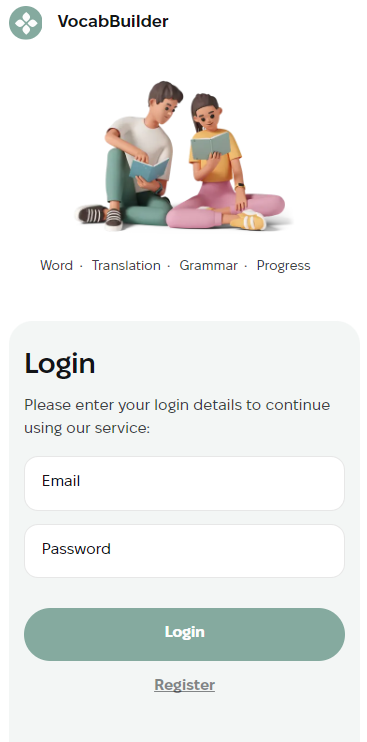 VocabBuilder
Word · Translation · Grammar · Progress
Login
Please enter your login details to continue
using our service:
Email
Password
Login
Register